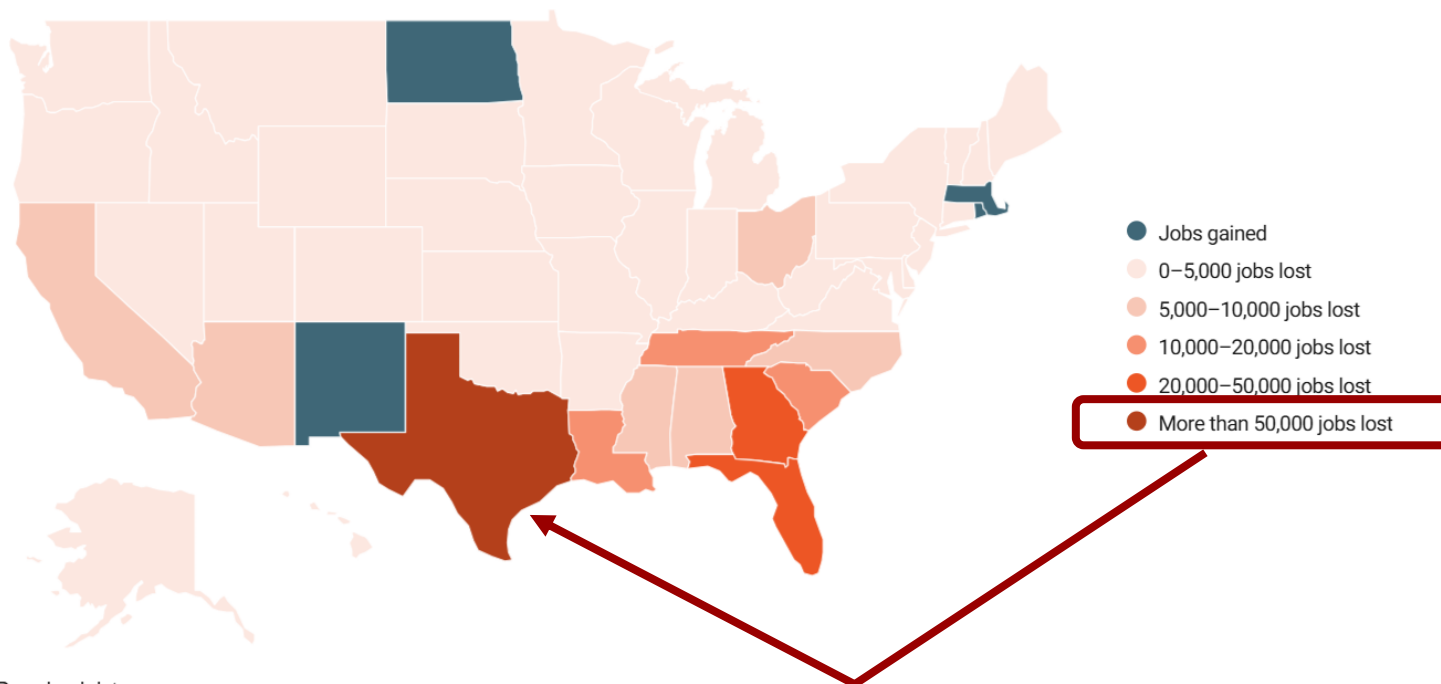 Jobs gained
0–5,000 jobs lost
5,000–10,000 jobs lost
10,000–20,000 jobs lost
20,000–50,000 jobs lost
More than 50,000 jobs lost